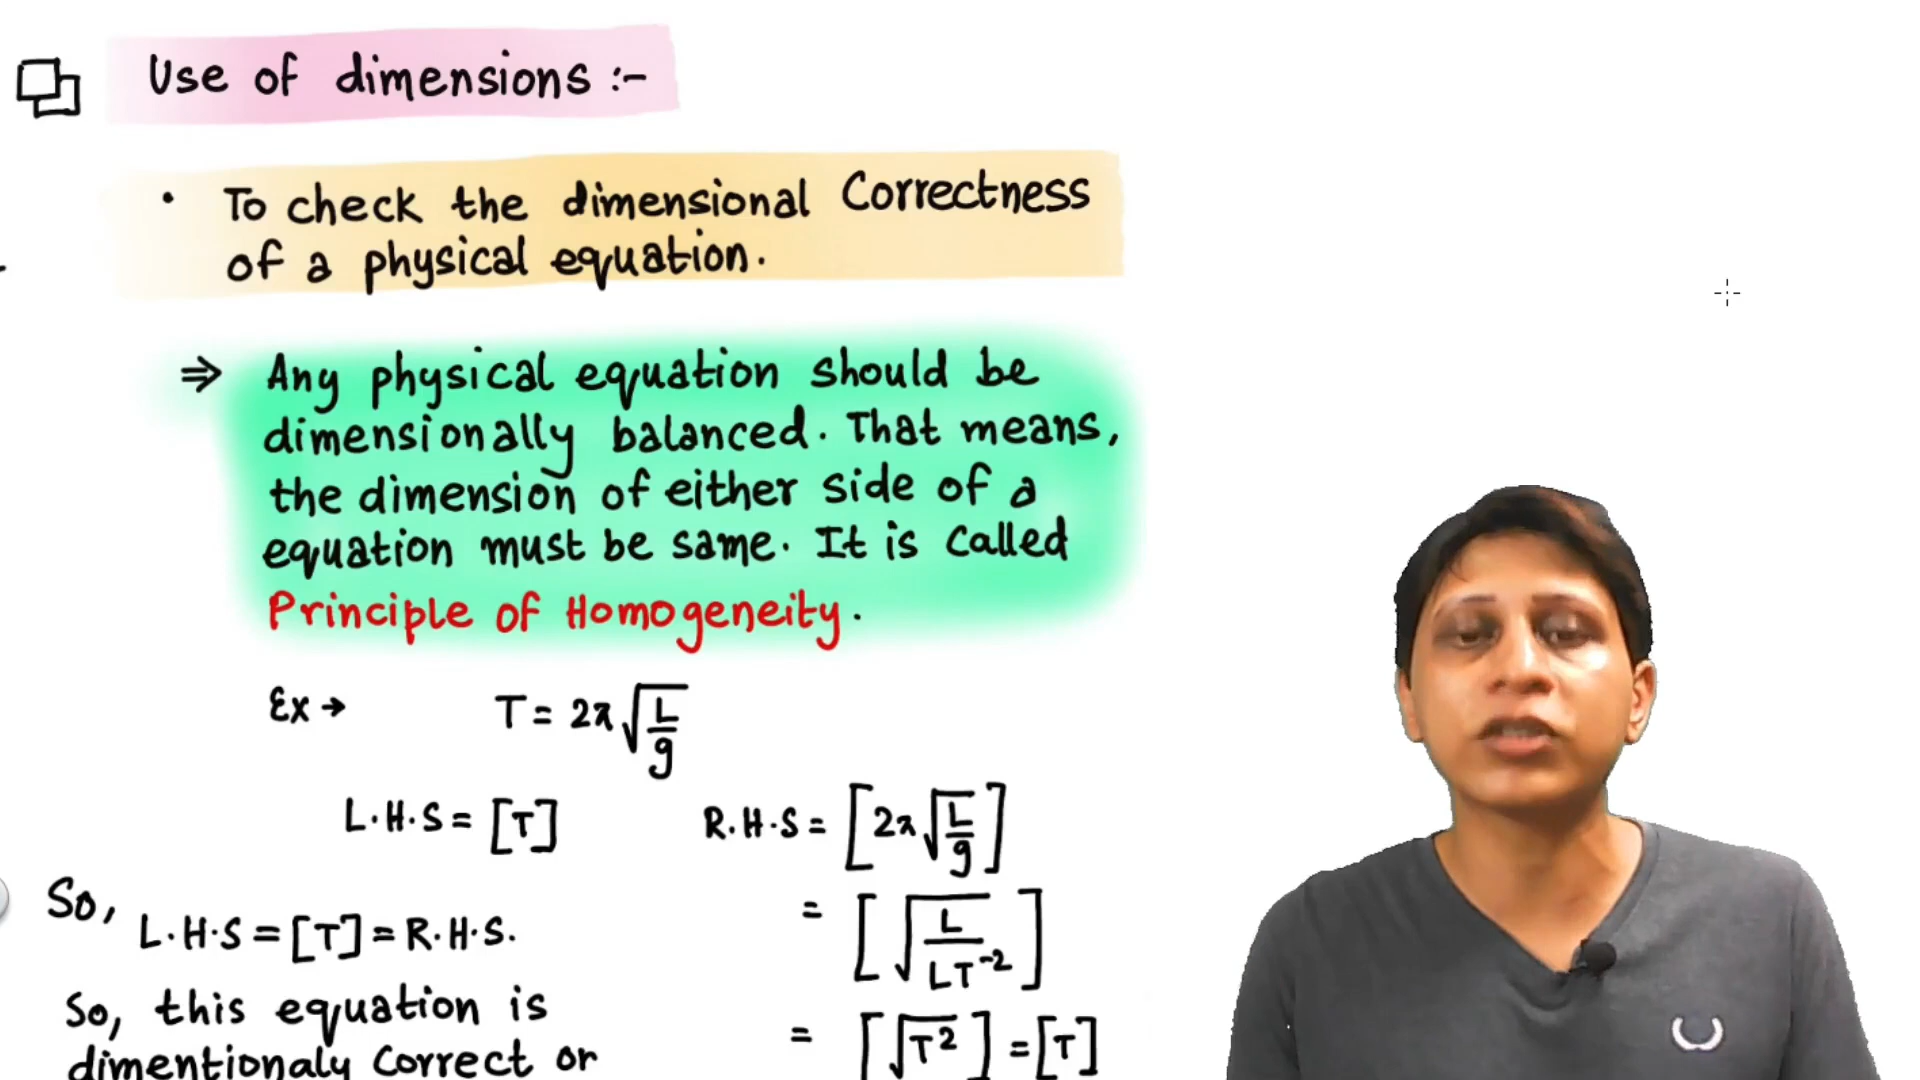 Use of dimensions :-
• To check the dimensional Correctness
of a physical equation.
⇒ Any physical equation should be
dimensionally balanced. That means,
the dimension of either side of a
equation must be same. It is called
Principle of Homogeneity.
Ex → T = 2π√(L/g)
L.H.S = [T] R.H.S = [2π√(L/g)]
= [√(L/LT⁻²)]
So, L.H.S = [T] = R.H.S.
So, this equation is
= [√T²] = [T]
dimentionaly correct or